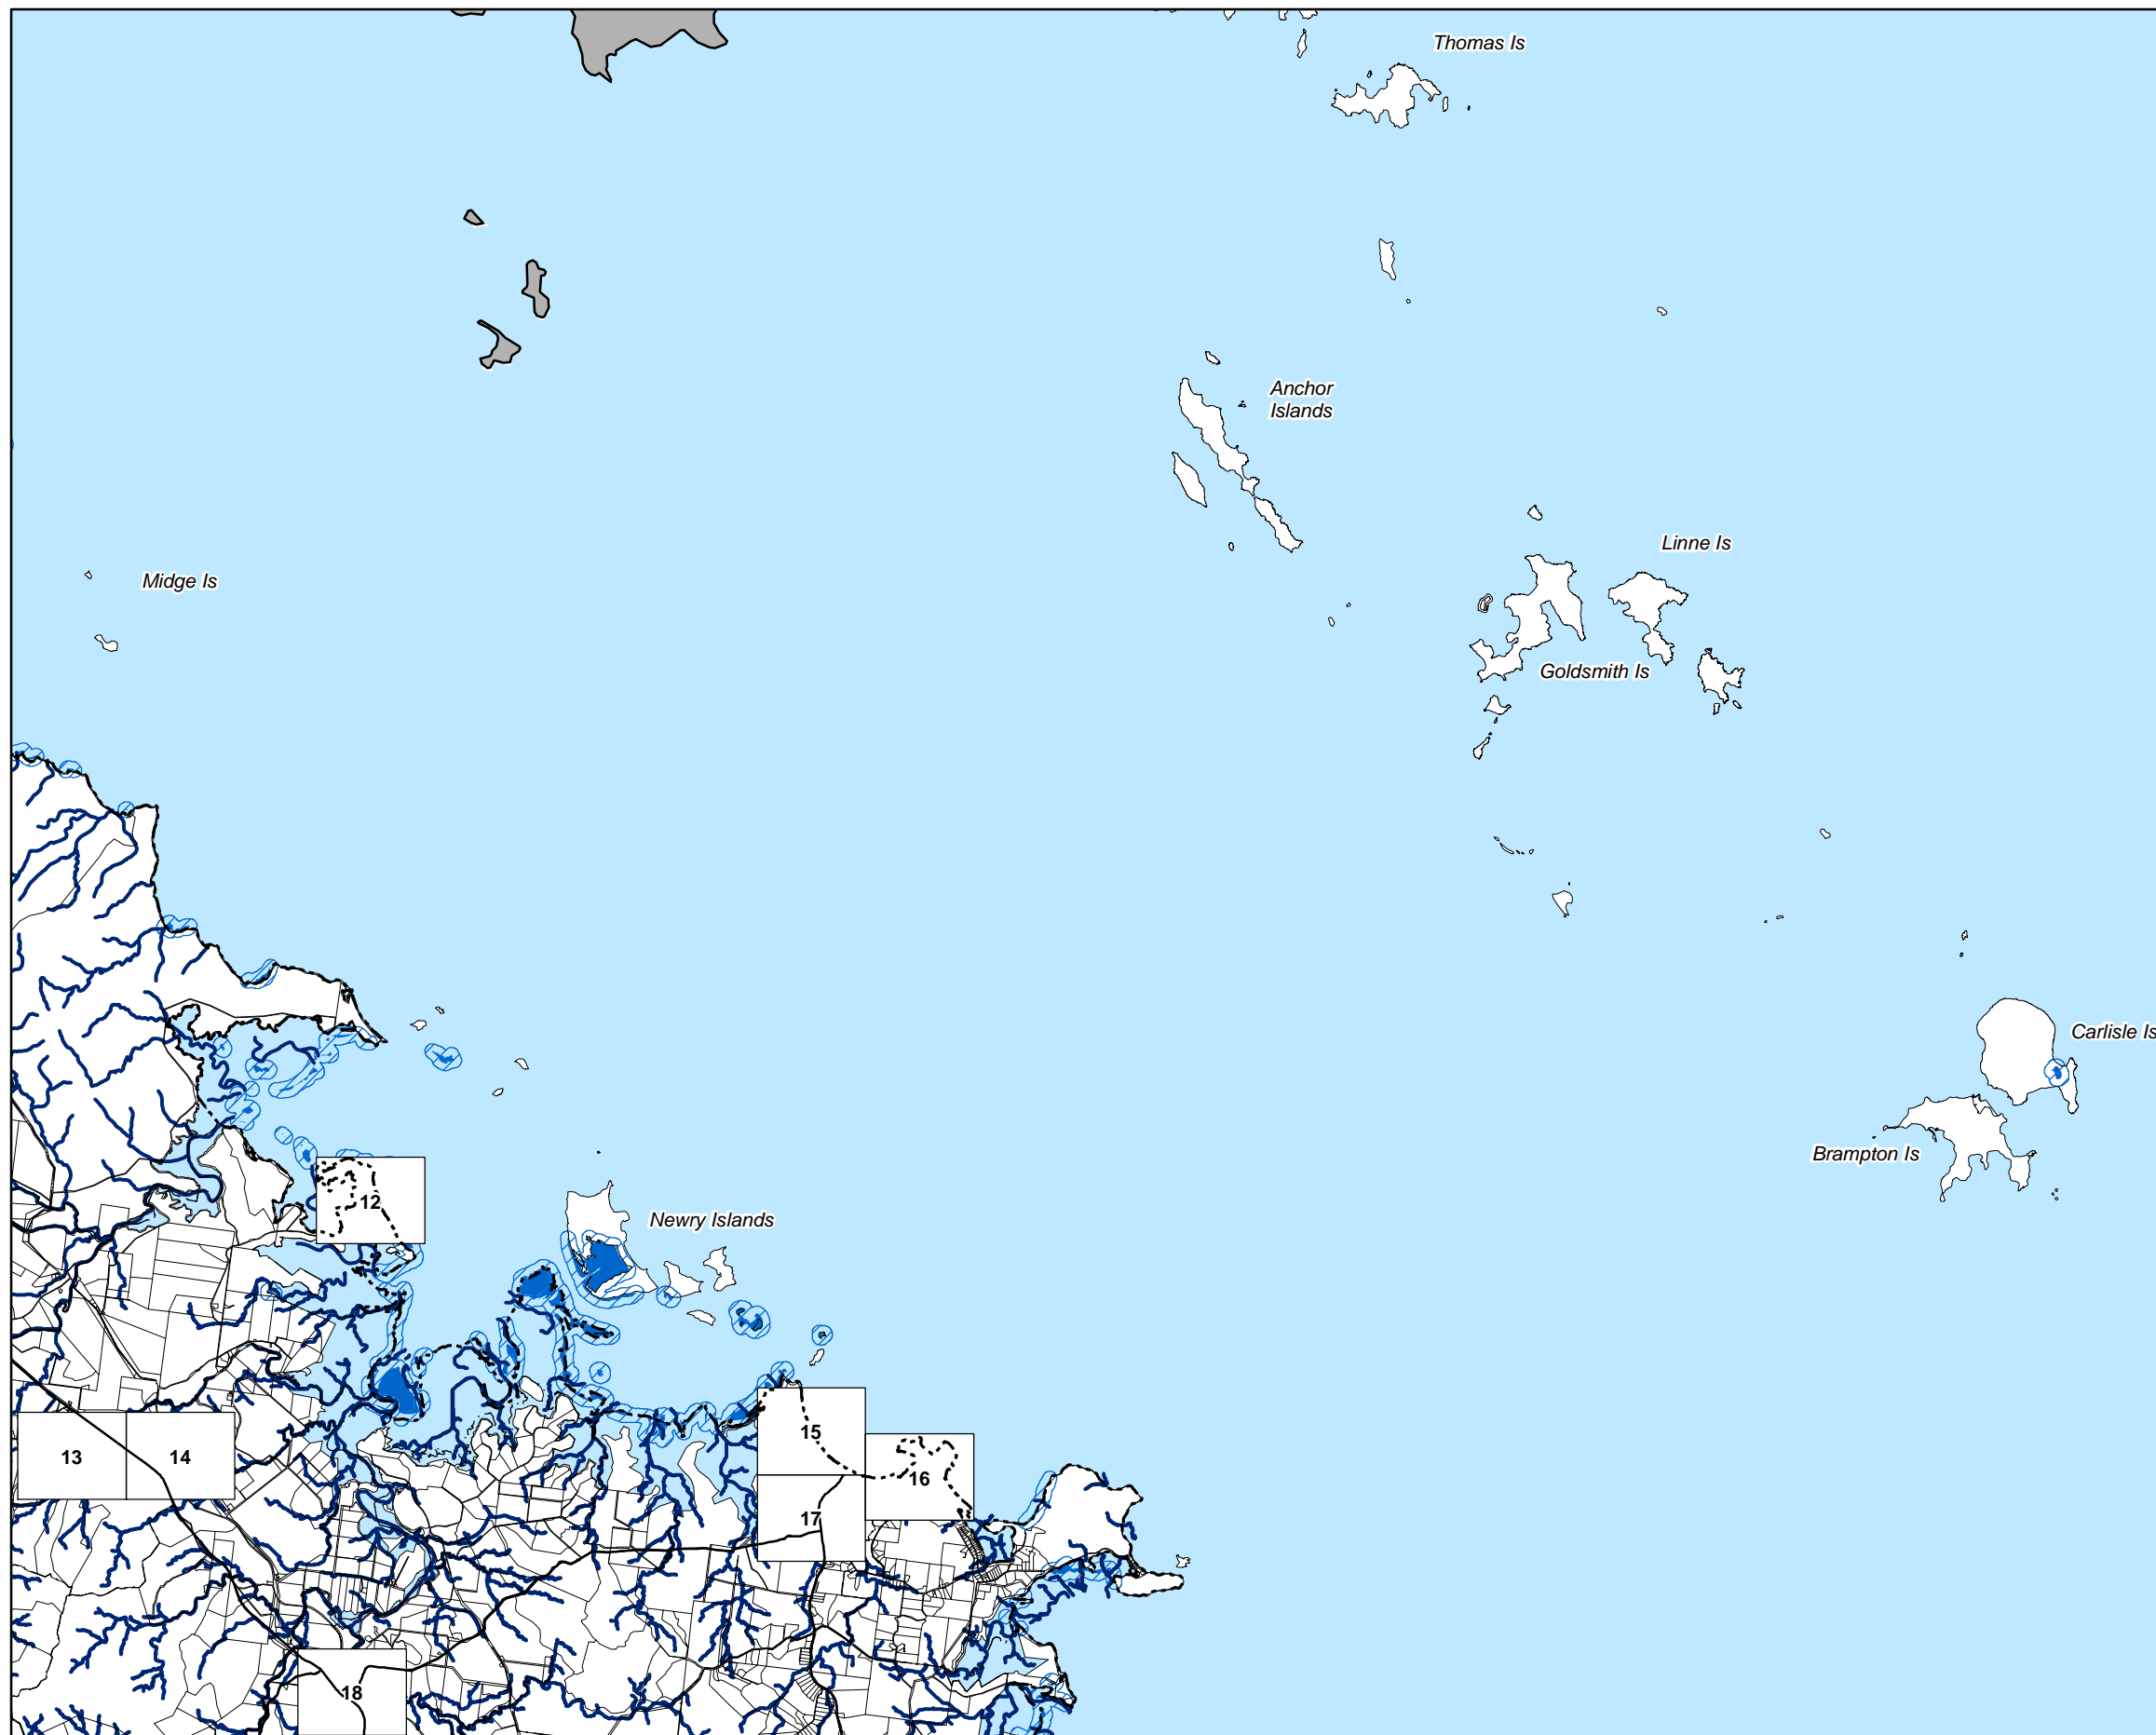 Thomas Is
Anchor
Islands
Linne Is
Midge Is
Goldsmith Is
Carlisle Is
Brampton Is
12
Newry Islands
15
13
14
16
17
18